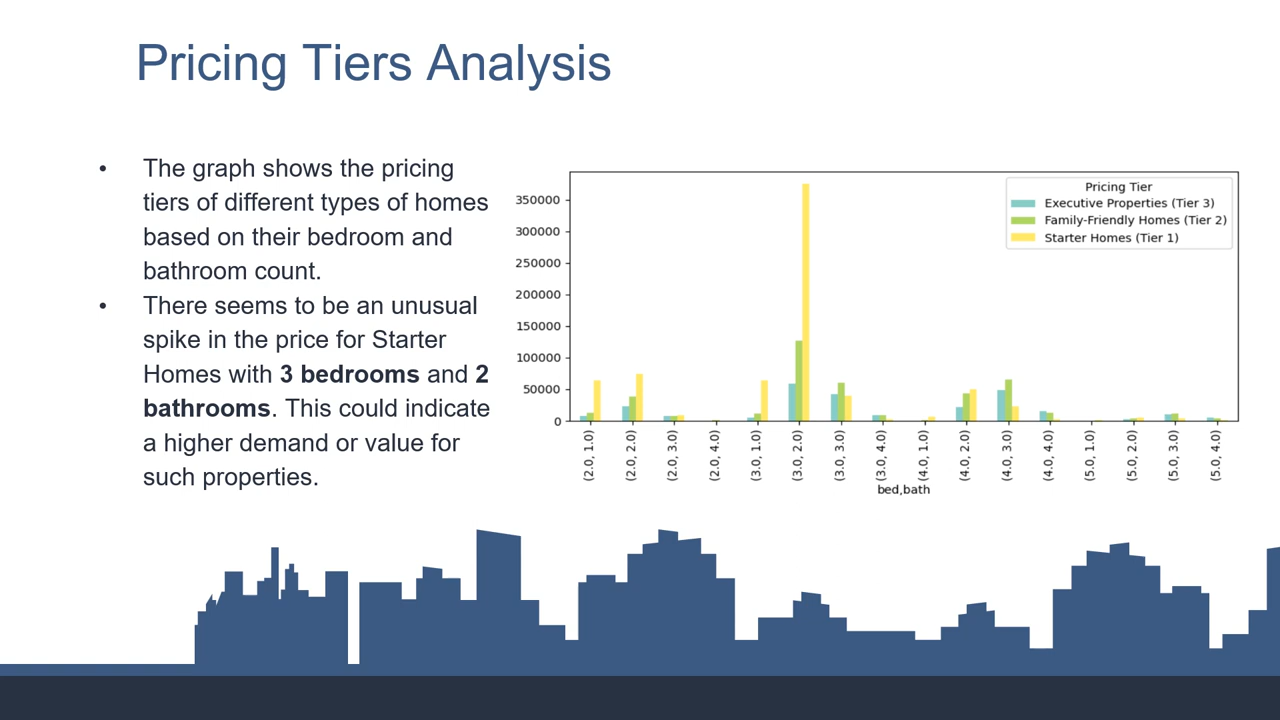 Pricing Tiers Analysis
• The graph shows the pricing
tiers of different types of homes
based on their bedroom and
bathroom count.
• There seems to be an unusual
spike in the price for Starter
Homes with 3 bedrooms and 2
bathrooms. This could indicate
a higher demand or value for
such properties.
Pricing Tier
Executive Properties (Tier 3)
Family-Friendly Homes (Tier 2)
Starter Homes (Tier 1)
350000
300000
250000
200000
150000
100000
50000
0
(2.0, 1.0)
(2.0, 2.0)
(2.0, 3.0)
(2.0, 4.0)
(3.0, 1.0)
(3.0, 2.0)
(3.0, 3.0)
(3.0, 4.0)
(4.0, 1.0)
(4.0, 2.0)
(4.0, 3.0)
(4.0, 4.0)
(5.0, 1.0)
(5.0, 2.0)
(5.0, 3.0)
(5.0, 4.0)
bed,bath